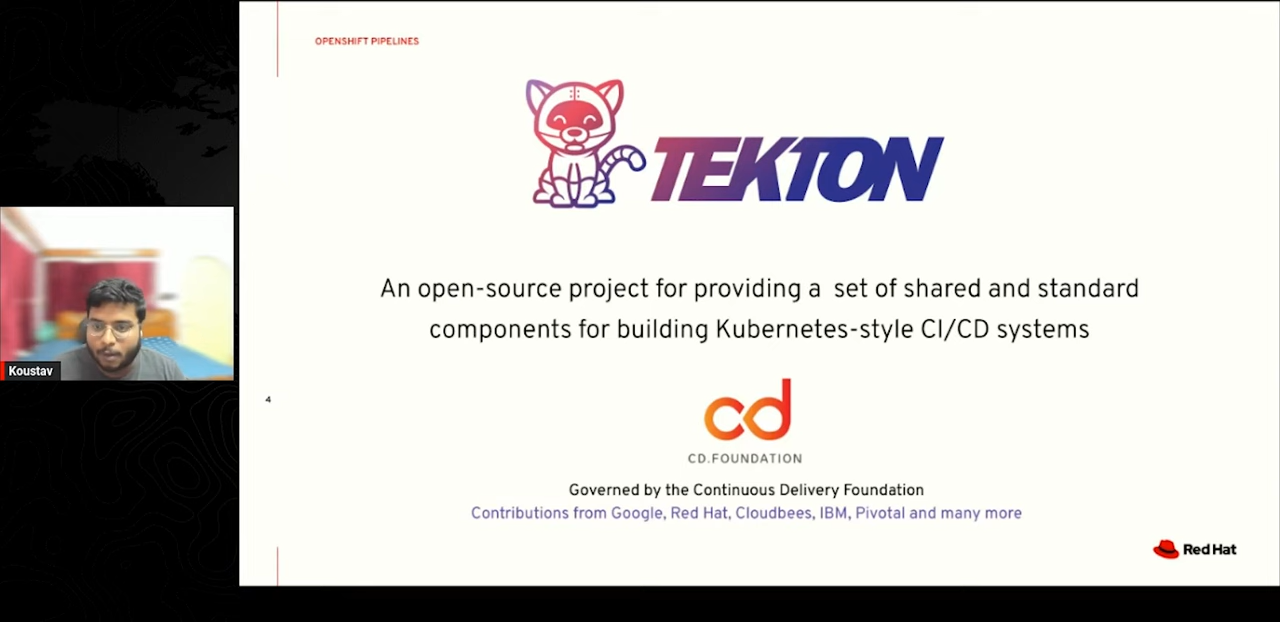 OPENSHIFT PIPELINES
TEKTON
An open-source project for providing a set of shared and standard
components for building Kubernetes-style CI/CD systems
Koustav
4
cd
CD.FOUNDATION
Governed by the Continuous Delivery Foundation
Contributions from Google, Red Hat, Cloudbees, IBM, Pivotal and many more
Red Hat